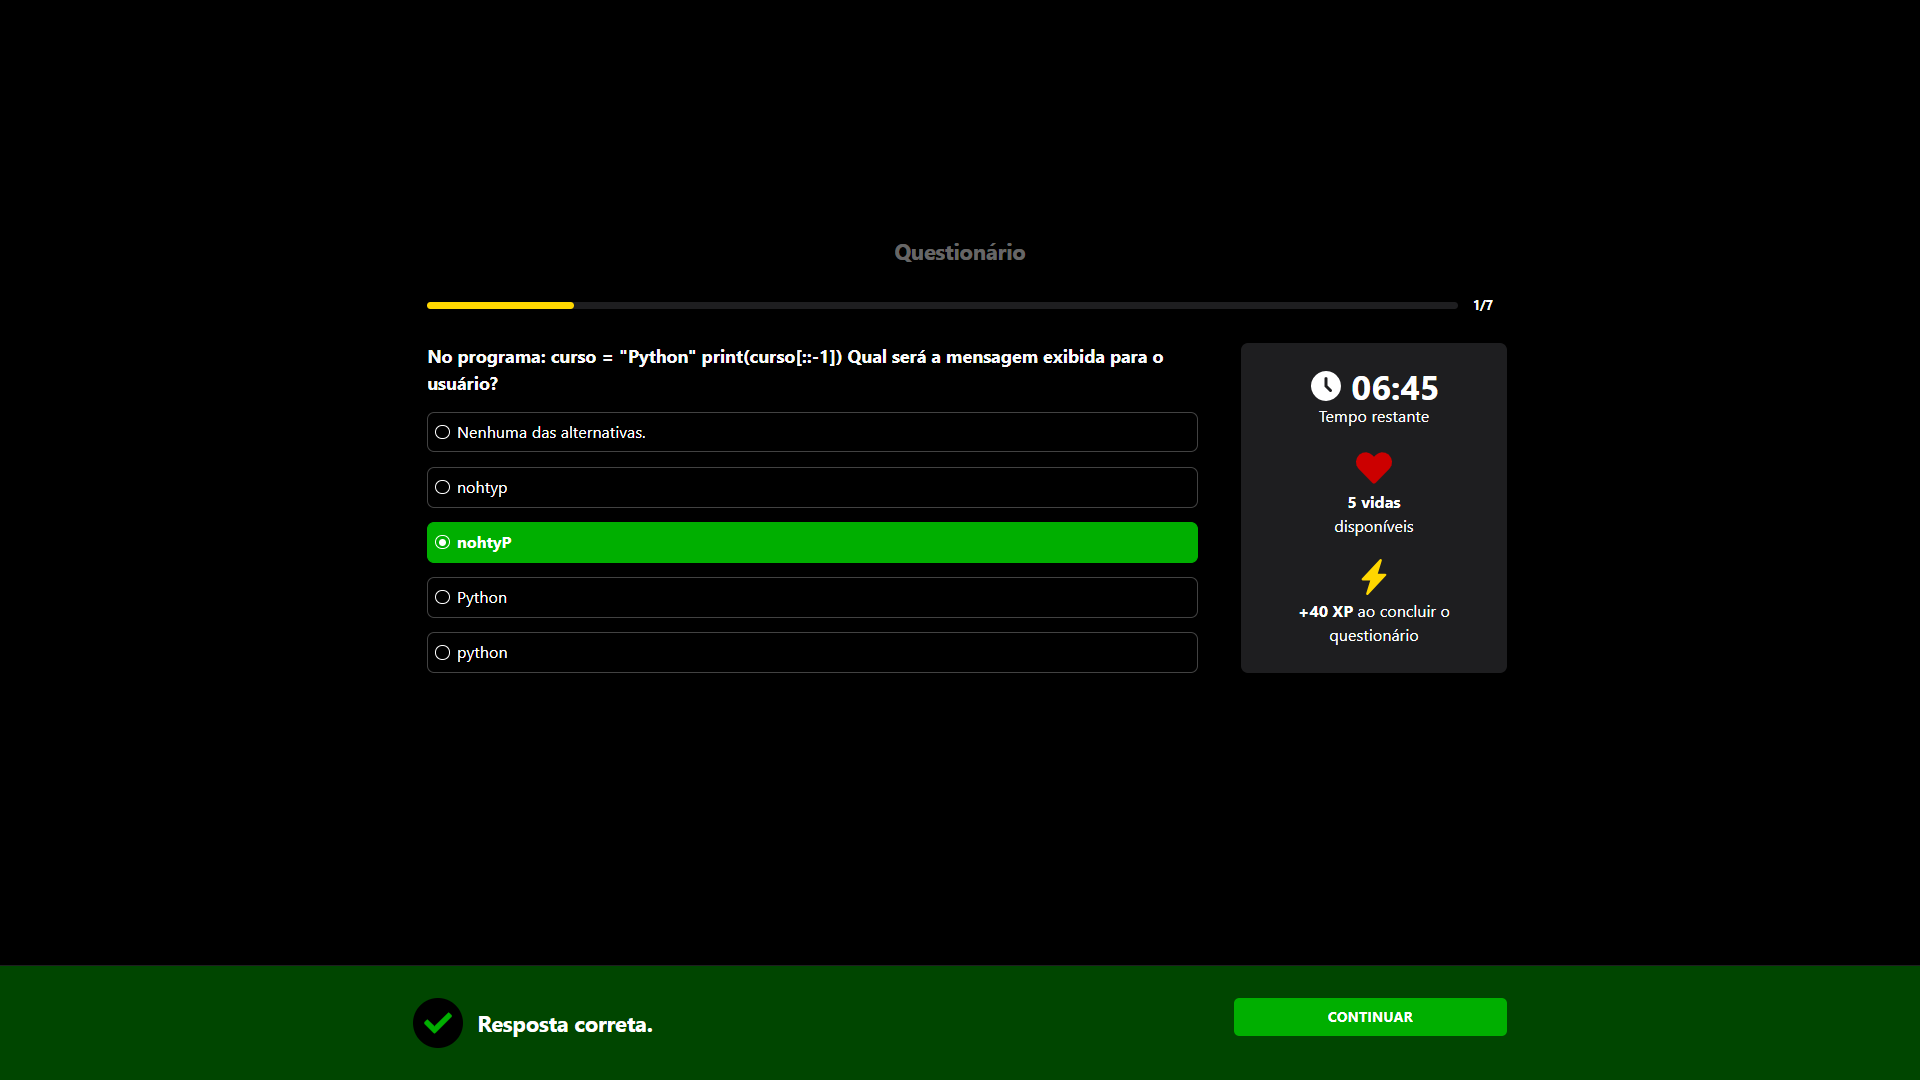 Questionário
1/7
No programa: curso = "Python" print(curso[::-1]) Qual será a mensagem exibida para o
usuário?
Nenhuma das alternativas.
nohtyp
nohtyP
Python
python
06:45
Tempo restante
5 vidas
disponíveis
+40 XP ao concluir o
questionário
Resposta correta.
CONTINUAR